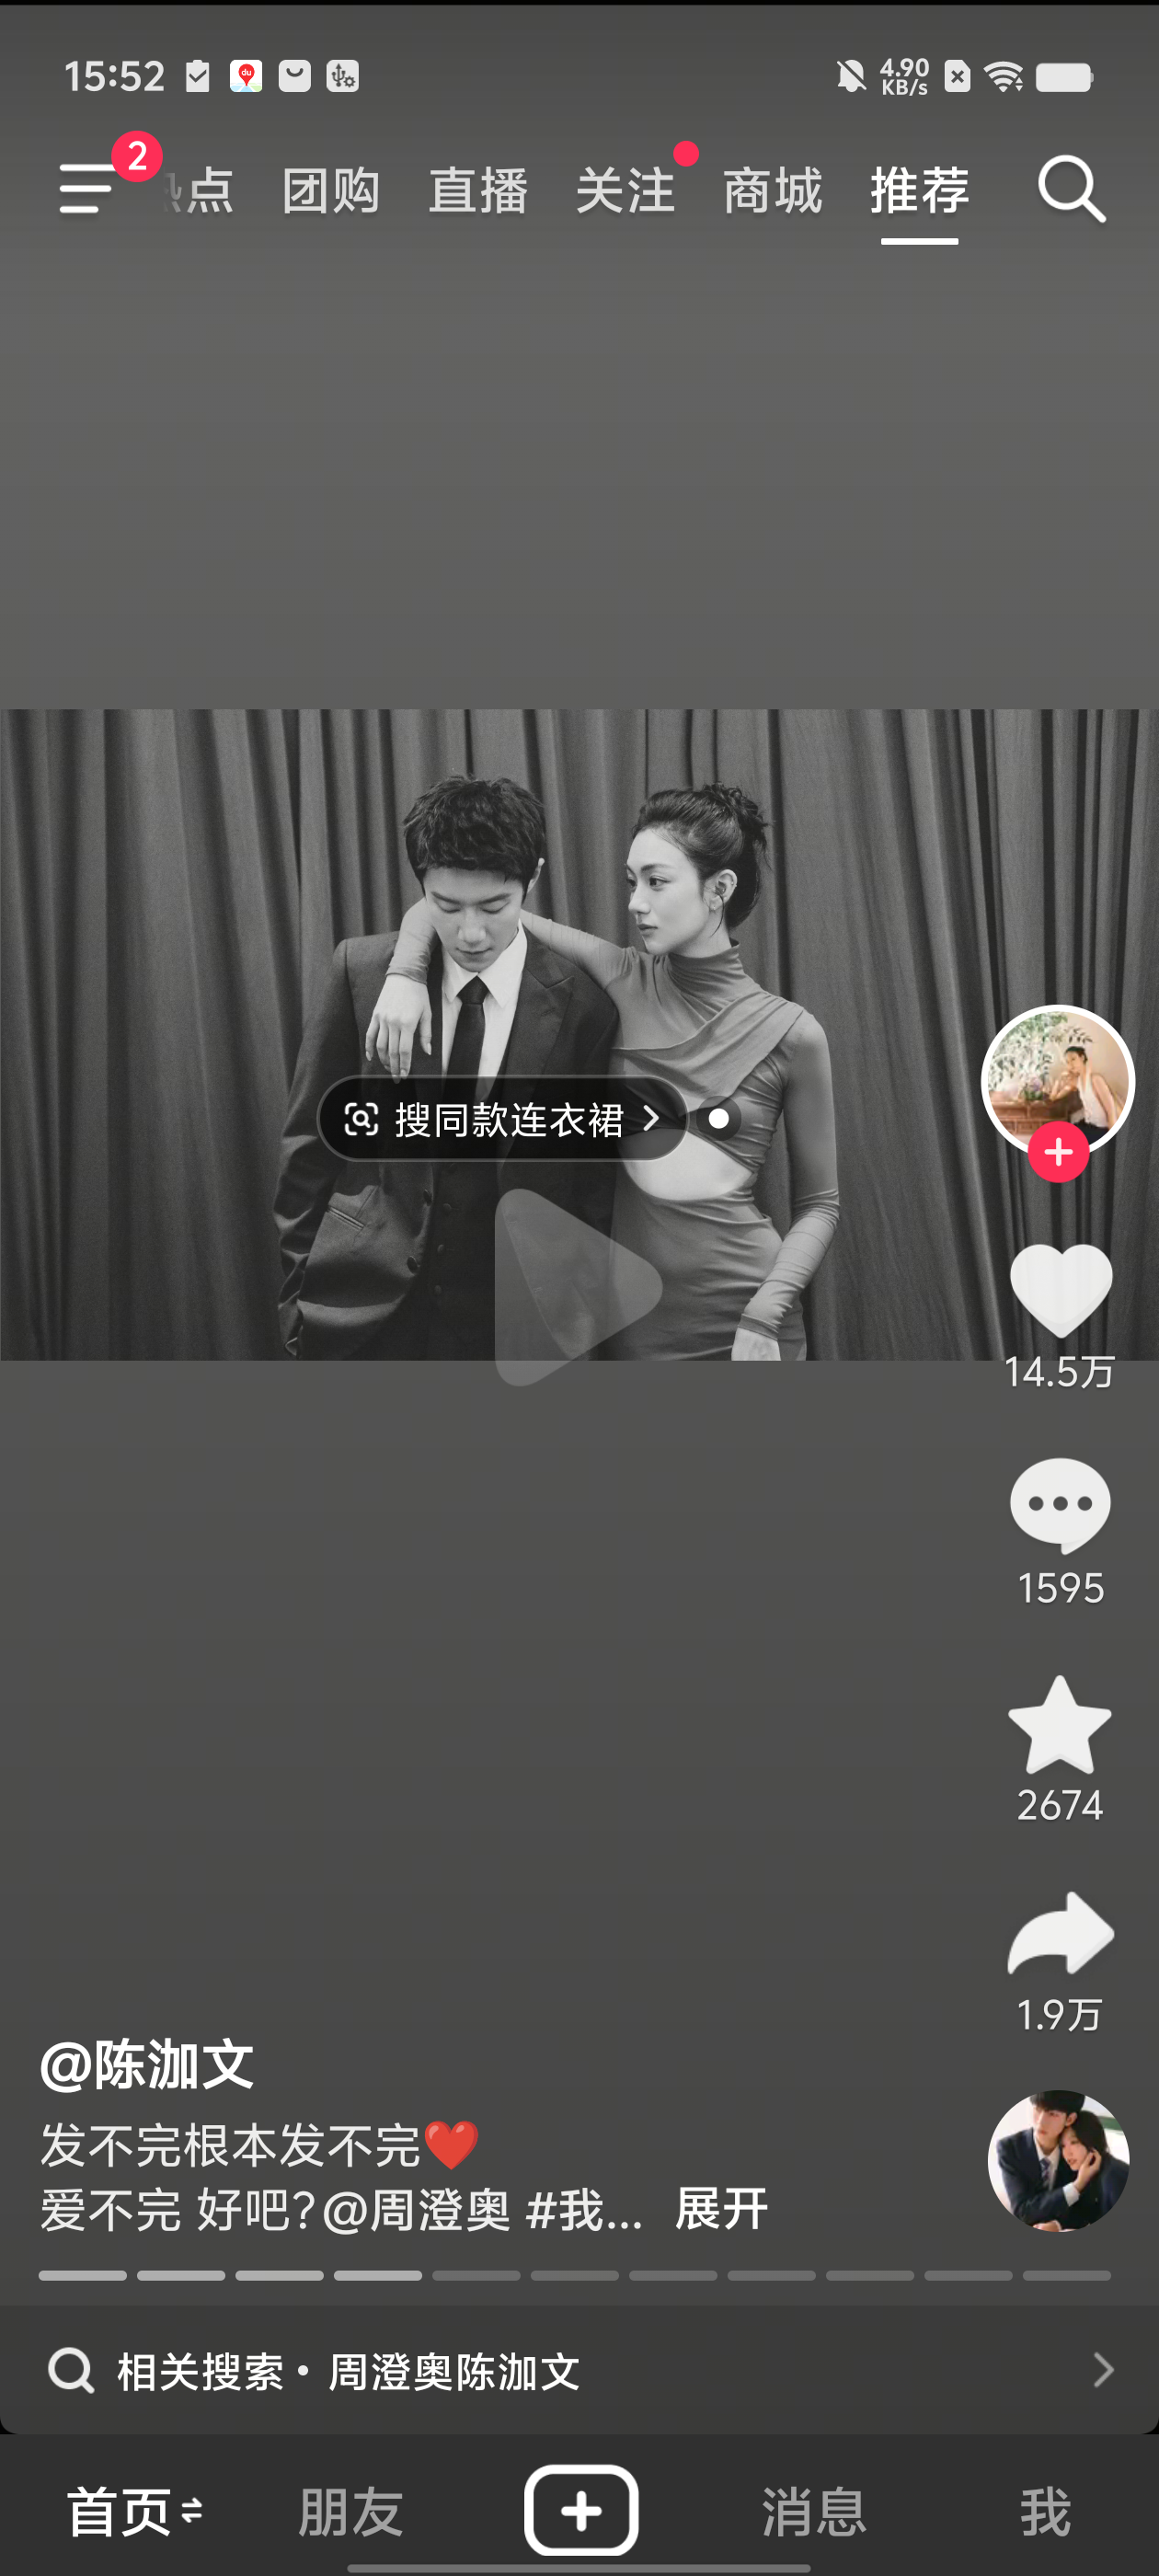 15:52
4.90
KB/s
2
点 团购 直播 关注 商城 推荐
搜同款连衣裙
14.5万
1595
2674
1.9万
@陈泇文
发不完根本发不完
爱不完 好吧?@周澄奥 #我... 展开
相关搜索 · 周澄奥陈泇文
首页 朋友 消息 我